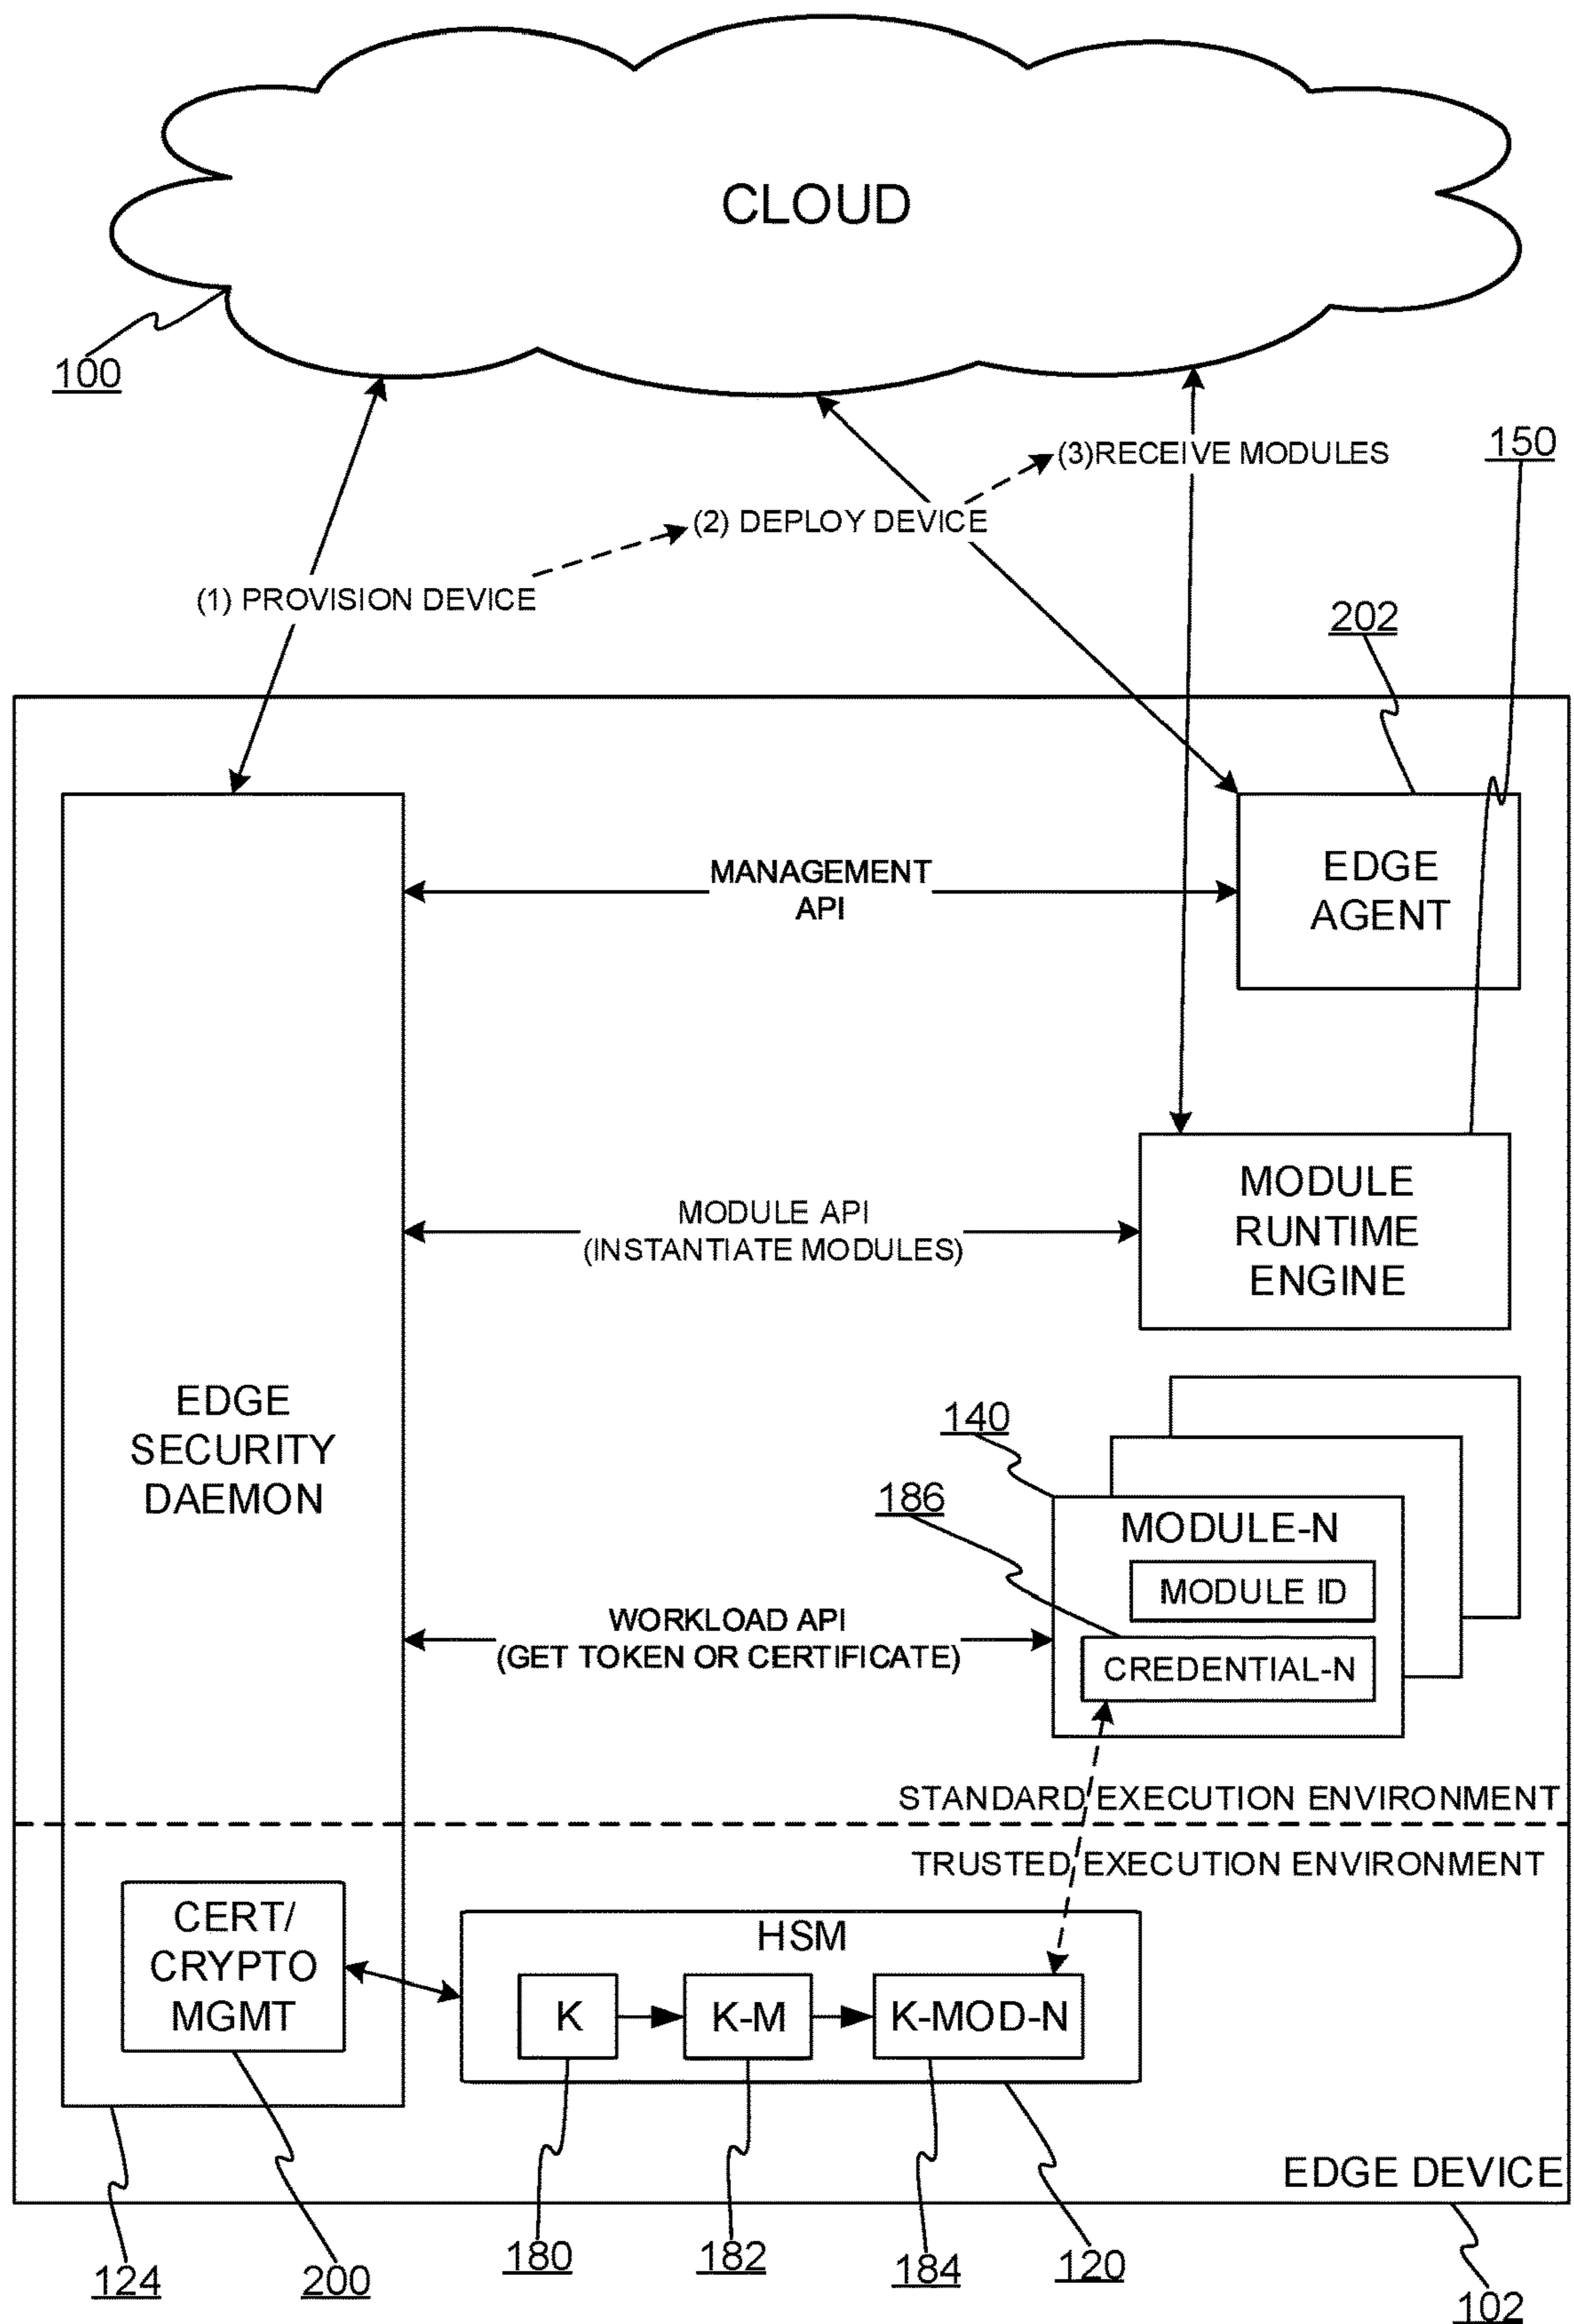 CLOUD
100
(3)RECEIVE MODULES
150
(2) DEPLOY DEVICE
(1) PROVISION DEVICE
202
MANAGEMENT
API
EDGE
AGENT
MODULE API
(INSTANTIATE MODULES)
MODULE
RUNTIME
ENGINE
EDGE
SECURITY
DAEMON
140
186
MODULE-N
MODULE ID
CREDENTIAL-N
WORKLOAD API
(GET TOKEN OR CERTIFICATE)
STANDARD EXECUTION ENVIRONMENT
TRUSTED EXECUTION ENVIRONMENT
CERT/
CRYPTO
MGMT
HSM
K
K-M
K-MOD-N
EDGE DEVICE
124
200
180
182
184
120
102